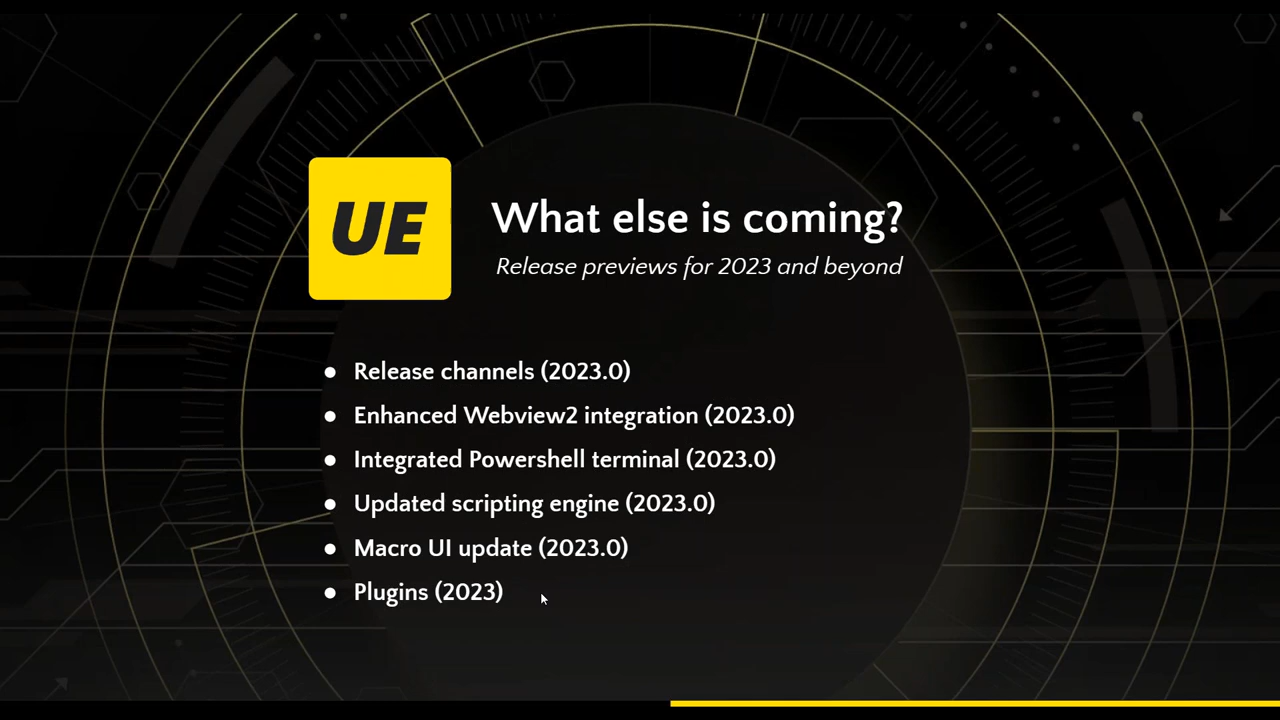 UE
What else is coming?
Release previews for 2023 and beyond
● Release channels (2023.0)
● Enhanced Webview2 integration (2023.0)
● Integrated Powershell terminal (2023.0)
● Updated scripting engine (2023.0)
● Macro UI update (2023.0)
● Plugins (2023)